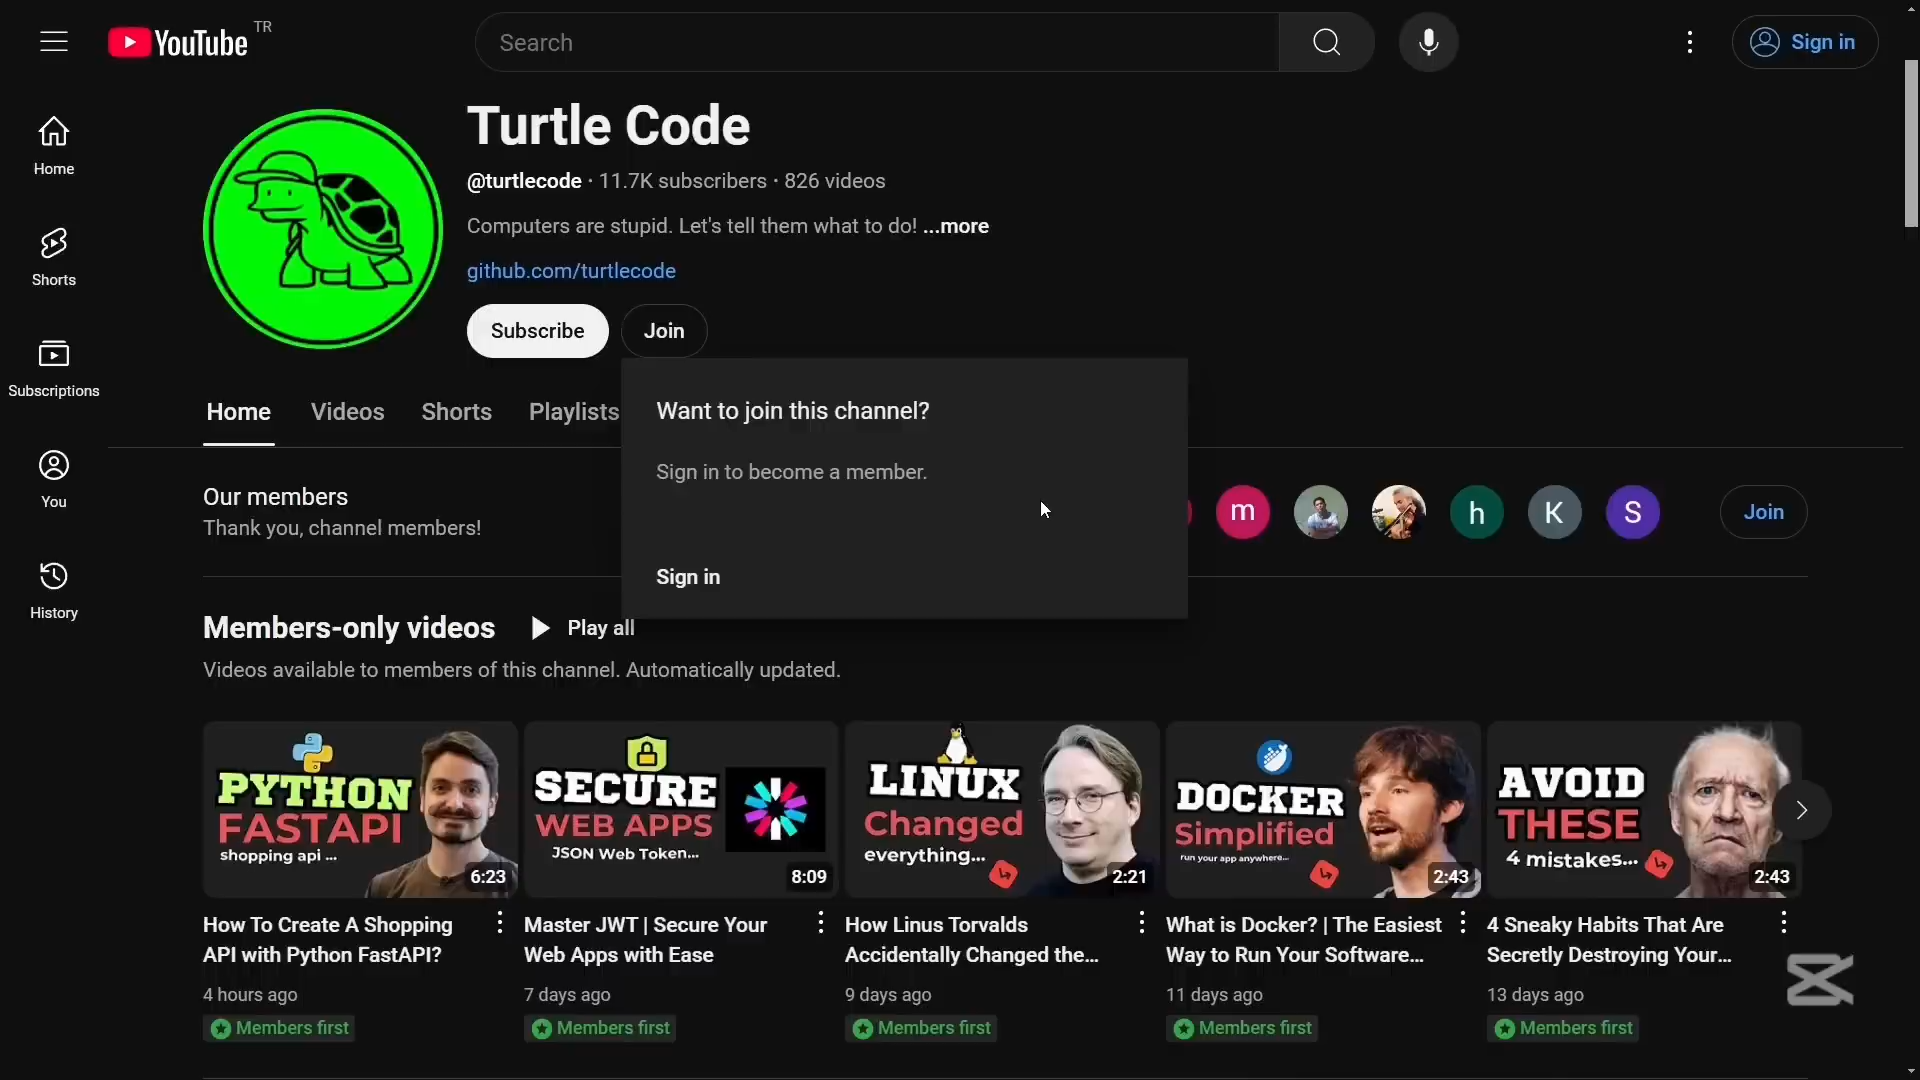 YouTube TR
Search
Sign in
Home
Shorts
Subscriptions
You
History
Turtle Code
@turtlecode · 11.7K subscribers · 826 videos
Computers are stupid. Let's tell them what to do! ...more
github.com/turtlecode
Subscribe
Join
Home
Videos
Shorts
Playlists
Want to join this channel?
Sign in to become a member.
Sign in
Our members
Thank you, channel members!
m
h
K
S
Join
Members-only videos
Play all
Videos available to members of this channel. Automatically updated.
PYTHON
FASTAPI
shopping api ...
6:23
SECURE
WEB APPS
JSON Web Token...
8:09
LINUX
Changed
everything...
2:21
DOCKER
Simplified
run your app anywhere...
2:43
AVOID
THESE
4 mistakes...
2:43
How To Create A Shopping
API with Python FastAPI?
4 hours ago
Members first
Master JWT | Secure Your
Web Apps with Ease
7 days ago
Members first
How Linus Torvalds
Accidentally Changed the...
9 days ago
Members first
What is Docker? | The Easiest
Way to Run Your Software...
11 days ago
Members first
4 Sneaky Habits That Are
Secretly Destroying Your...
13 days ago
Members first